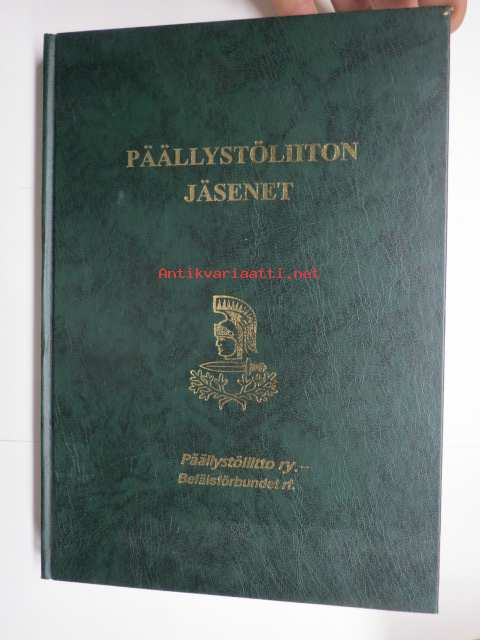 PÄÄLLYSTÖLIITON
JÄSENET
Antikvariaatti.net
Päällystöliitto ry.–
Befälsförbundet rf.